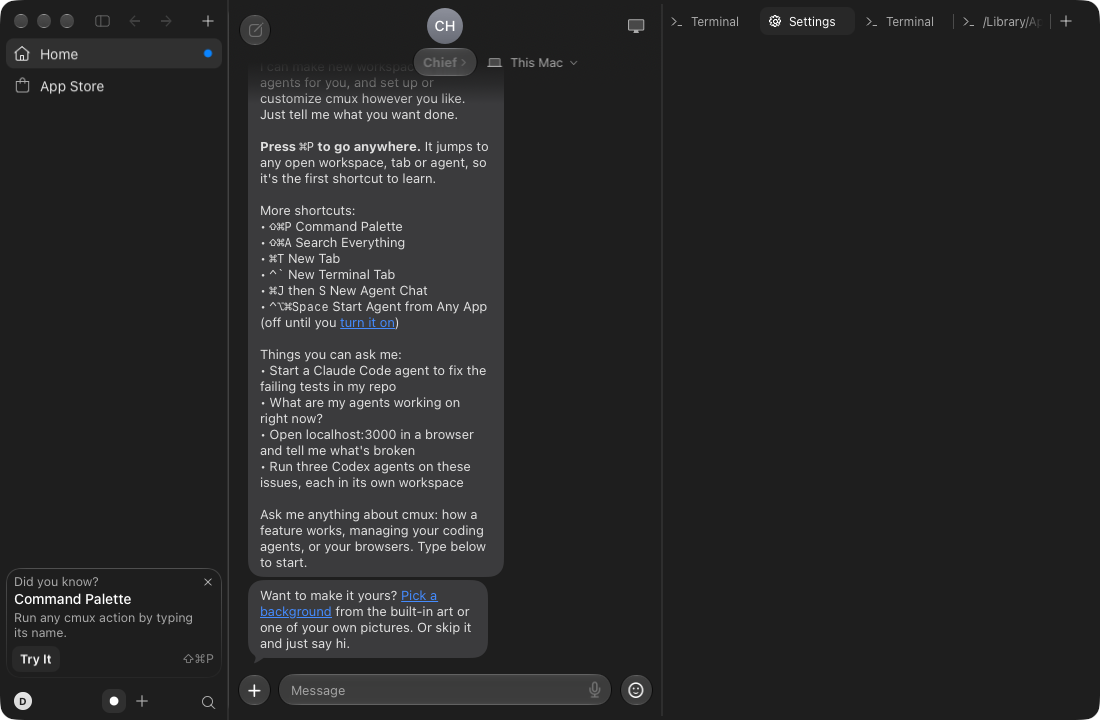 Terminal
Settings
Terminal
/Library/Ap
CH
Chief
This Mac
Home
App Store
I can make new workspac
agents for you, and set up or
customize cmux however you like.
Just tell me what you want done.
Press ⌘P to go anywhere. It jumps to
any open workspace, tab or agent, so
it's the first shortcut to learn.
More shortcuts:
• ⇧⌘P Command Palette
• ⇧⌘A Search Everything
• ⌘T New Tab
• ^` New Terminal Tab
• ⌘J then S New Agent Chat
• ^⌥⌘Space Start Agent from Any App
(off until you turn it on)
Things you can ask me:
• Start a Claude Code agent to fix the
failing tests in my repo
• What are my agents working on
right now?
• Open localhost:3000 in a browser
and tell me what's broken
• Run three Codex agents on these
issues, each in its own workspace
Ask me anything about cmux: how a
feature works, managing your coding
agents, or your browsers. Type below
to start.
Want to make it yours? Pick a
background from the built-in art or
one of your own pictures. Or skip it
and just say hi.
Message
Did you know?
Command Palette
Run any cmux action by typing
its name.
Try It
⇧⌘P
D